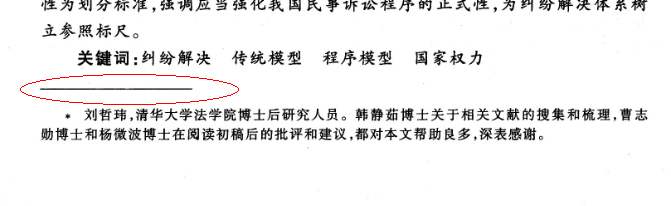 性为划分标准,强调应当强化我国民事诉讼程序的正式性,为纠纷解决体系树
立参照标尺。
关键词:纠纷解决 传统模型 程序模型 国家权力
* 刘哲玮,清华大学法学院博士后研究人员。韩静茹博士关于相关文献的搜集和梳理,曹志
勋博士和杨微波博士在阅读初稿后的批评和建议,都对本文帮助良多,深表感谢。